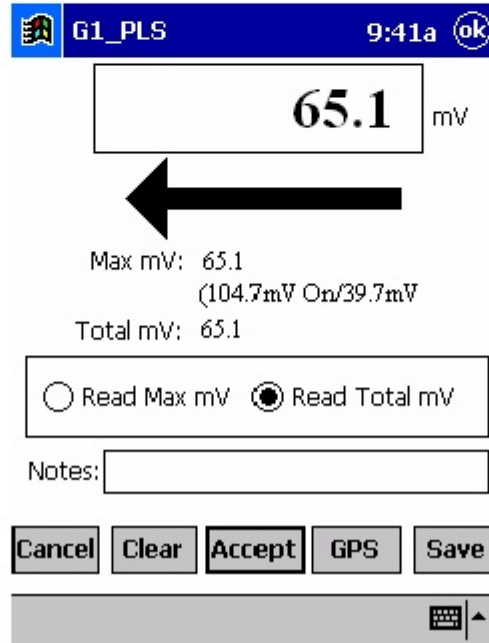 G1_PLS 9:41a ok
65.1 mV
Max mV: 65.1
(104.7mV On/39.7mV
Total mV: 65.1
Read Max mV Read Total mV
Notes:
Cancel Clear Accept GPS Save